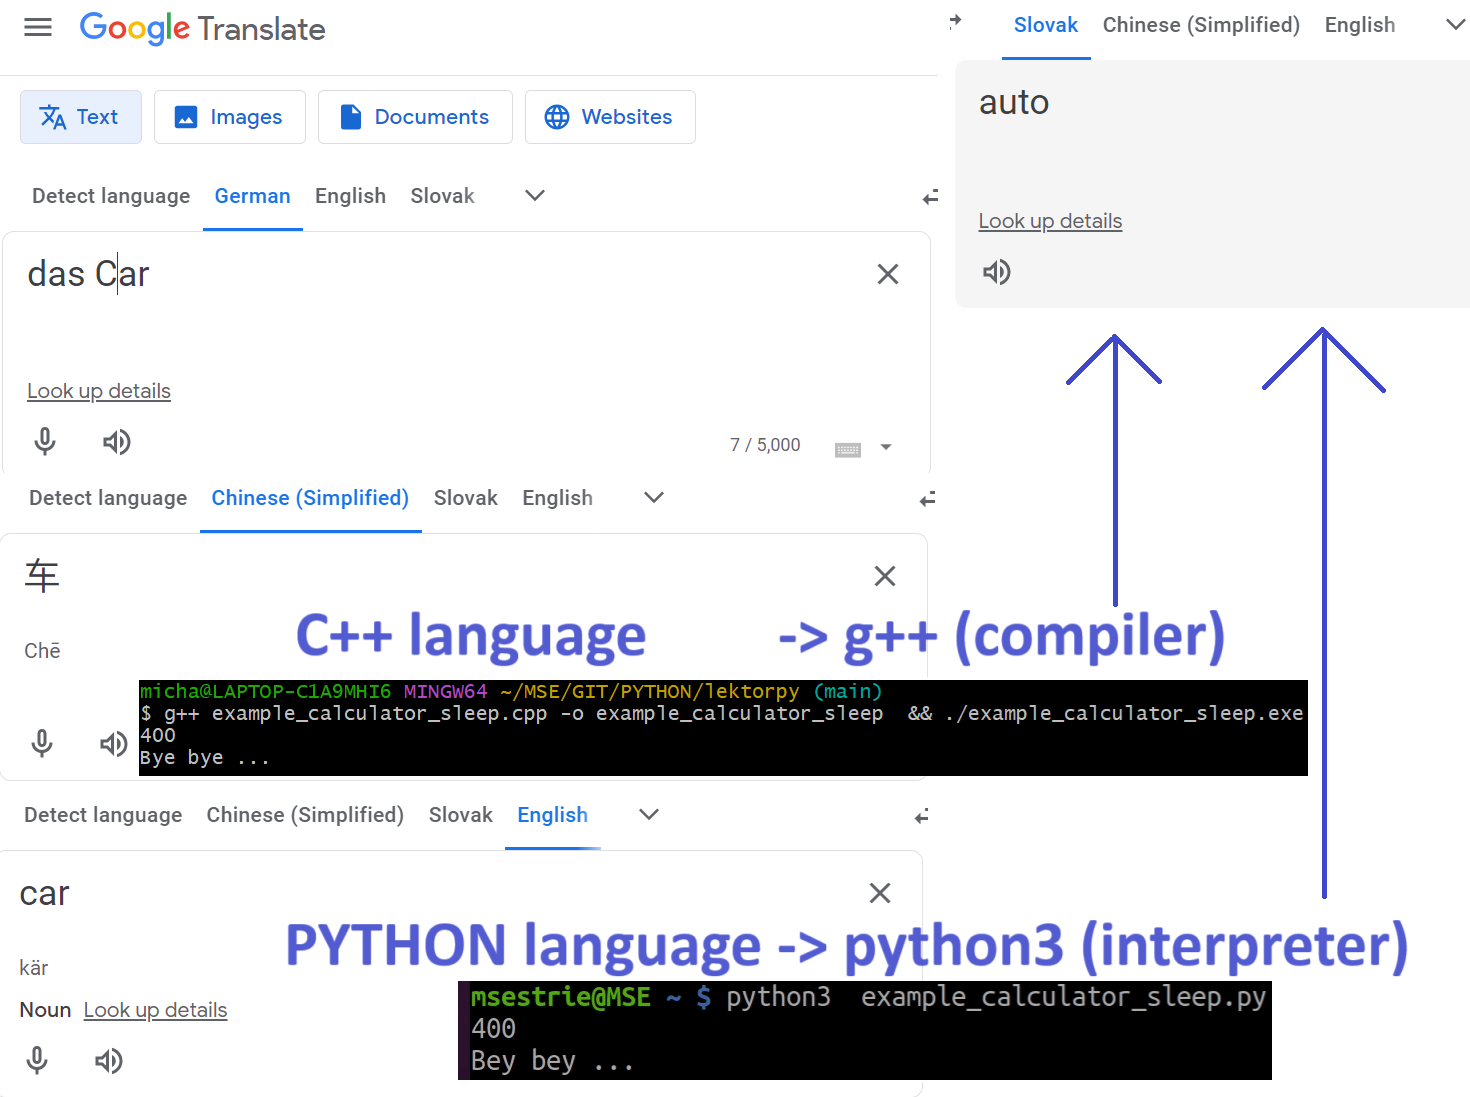 Google Translate
Text Images Documents Websites
Detect language German English Slovak
das Car
Look up details
7 / 5,000
Slovak Chinese (Simplified) English
auto
Look up details
Detect language Chinese (Simplified) Slovak English
车
Chē
C++ language -> g++ (compiler)
micha@LAPTOP-C1A9MHI6 MINGW64 ~/MSE/GIT/PYTHON/lektorpy (main)
$ g++ example_calculator_sleep.cpp -o example_calculator_sleep && ./example_calculator_sleep.exe
400
Bye bye ...
Detect language Chinese (Simplified) Slovak English
car
kär
Noun Look up details
PYTHON language -> python3 (interpreter)
msestrie@MSE ~ $ python3 example_calculator_sleep.py
400
Bey bey ...